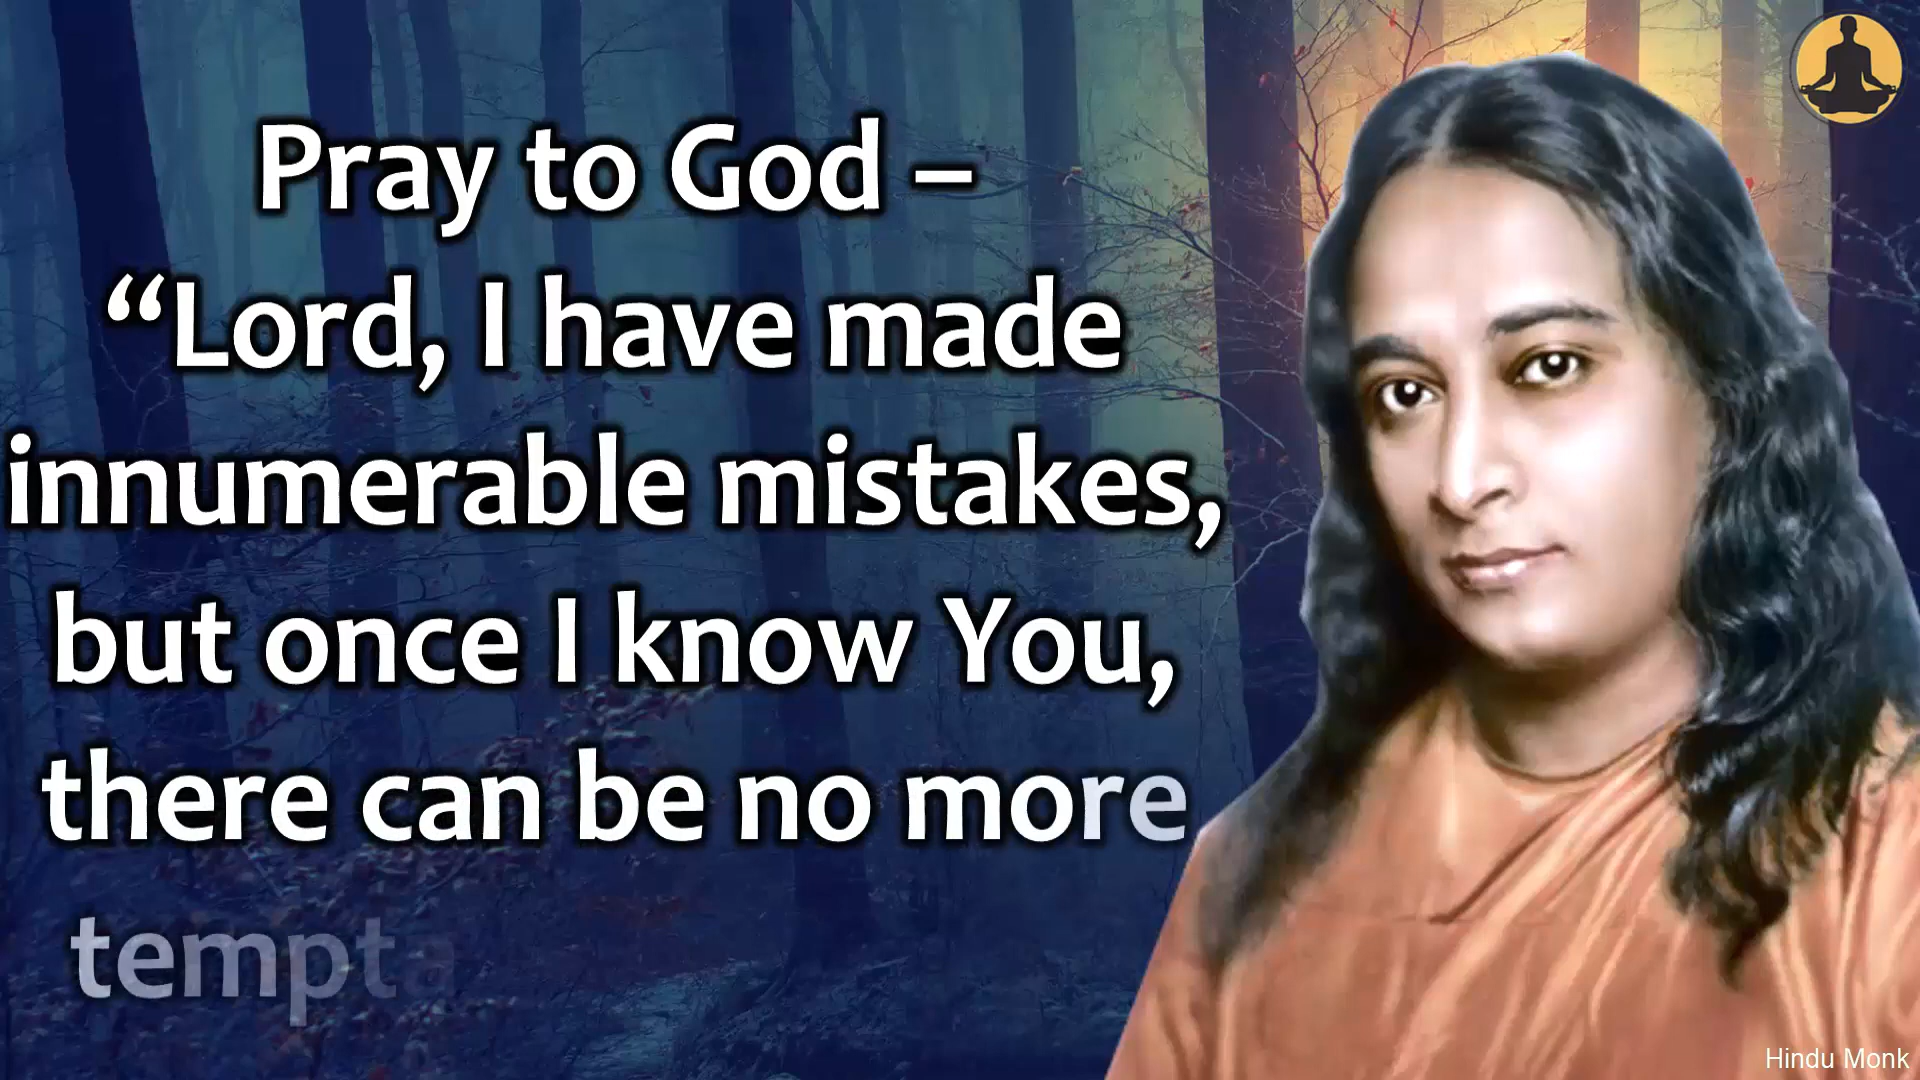 Pray to God –
“Lord, I have made
innumerable mistakes,
but once I know You,
there can be no more
Hindu Monk